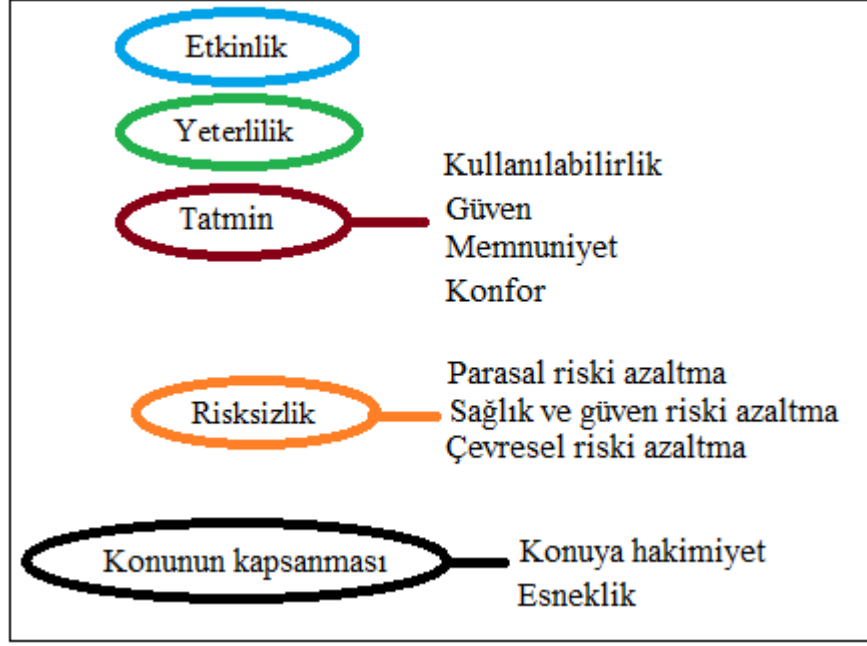 Etkinlik
Yeterlilik
Tatmin
Kullanılabilirlik
Güven
Memnuniyet
Konfor
Risksizlik
Parasal riski azaltma
Sağlık ve güven riski azaltma
Çevresel riski azaltma
Konunun kapsanması
Konuya hakimiyet
Esneklik